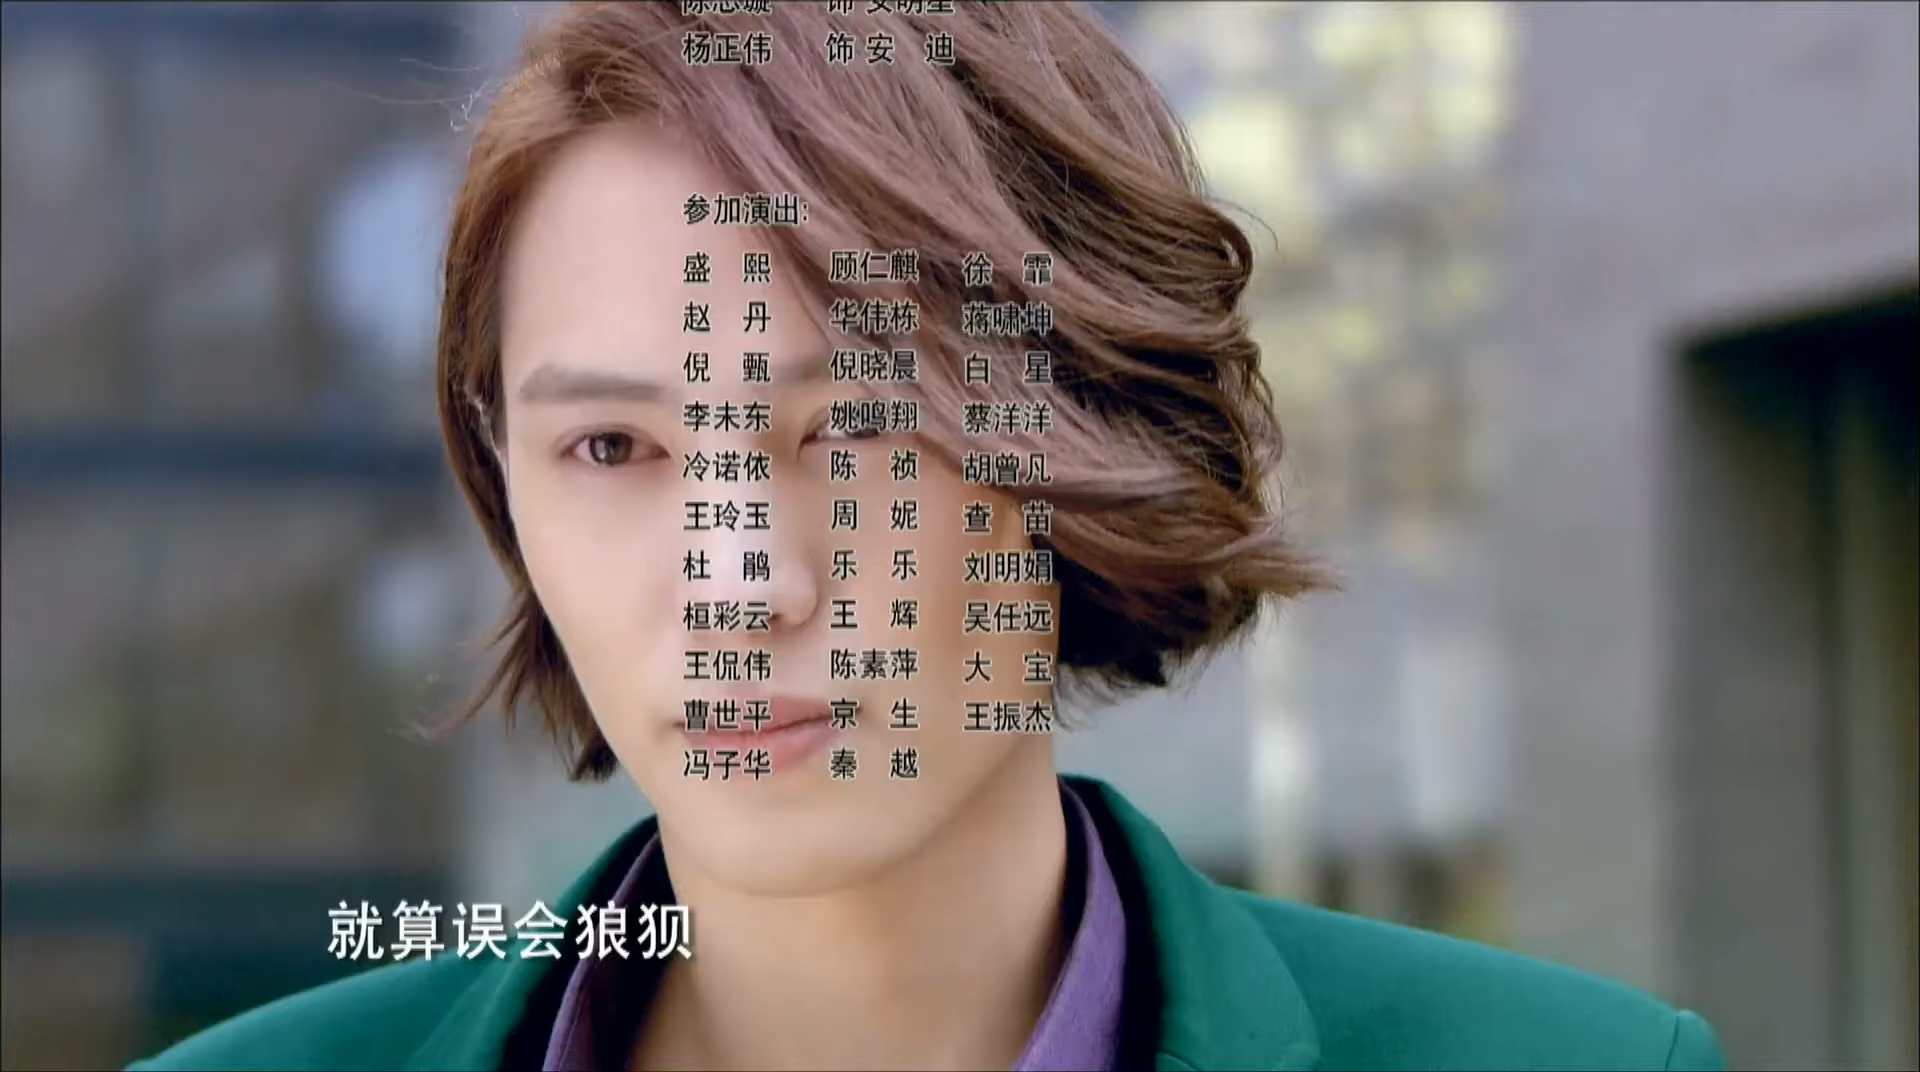 杨正伟 饰 安 迪
参加演出:
盛 熙 顾仁麒 徐 霏
赵 丹 华伟栋 蒋啸坤
倪 甄 倪晓晨 白 星
李未东 姚鸣翔 蔡洋洋
冷诺依 陈 祯 胡曾凡
王玲玉 周 妮 查 苗
杜 鹃 乐 乐 刘明娟
桓彩云 王 辉 吴任远
王侃伟 陈素萍 大 宝
曹世平 京 生 王振杰
冯子华 秦 越
就算误会狼狈